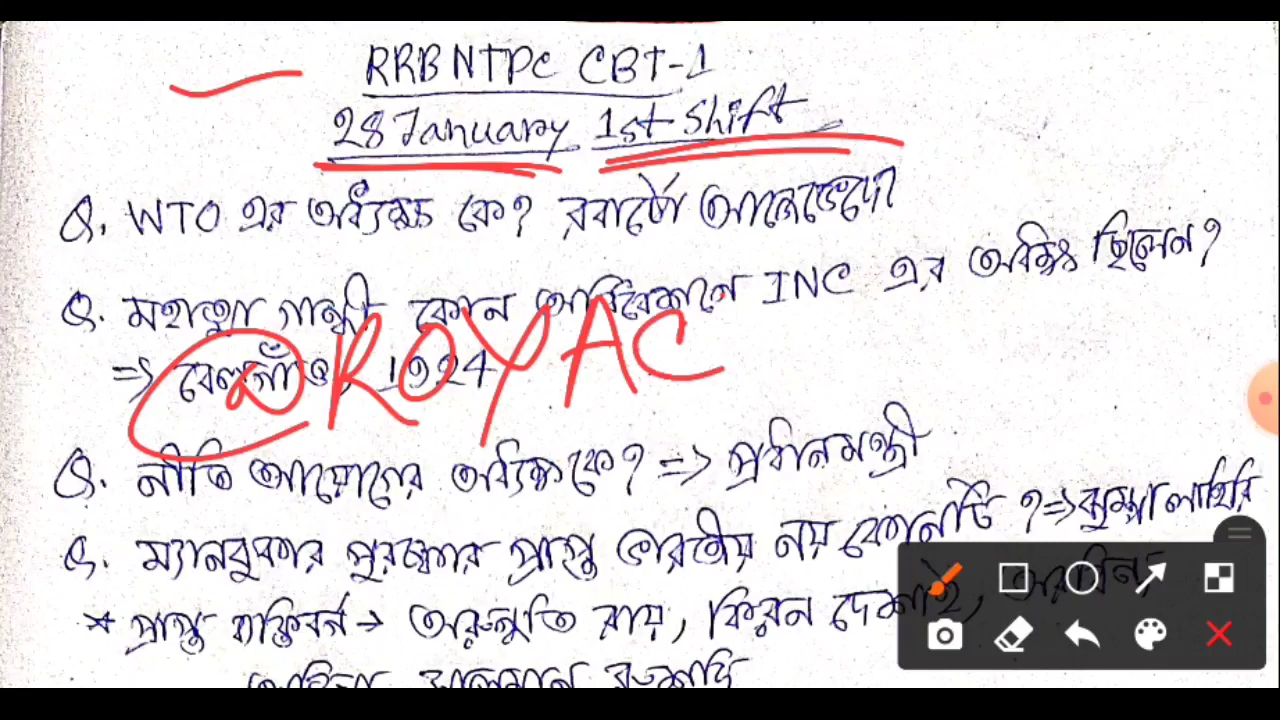 RRB NTPC CBT-1
28 January 1st Shift
Q. WTO এর অধ্যক্ষ কে? রবার্টো আজেভেদো
Q. মহাত্মা গান্ধী কোন অধিবেশনে INC এর অধ্যক্ষ ছিলেন?
=> বেলগাঁও, 1924
@ROYAC
Q. নীতি আয়োগের অধ্যক্ষ কে? => প্রধানমন্ত্রী
Q. ম্যানবুকার পুরস্কার প্রাপ্ত ভারতীয় নয় কোনটি? => ঝুম্পা লাহিরি
* প্রাপ্ত ব্যক্তিবর্গ → অরুন্ধুতি রায়, কিরন দেশাই,
সালমান